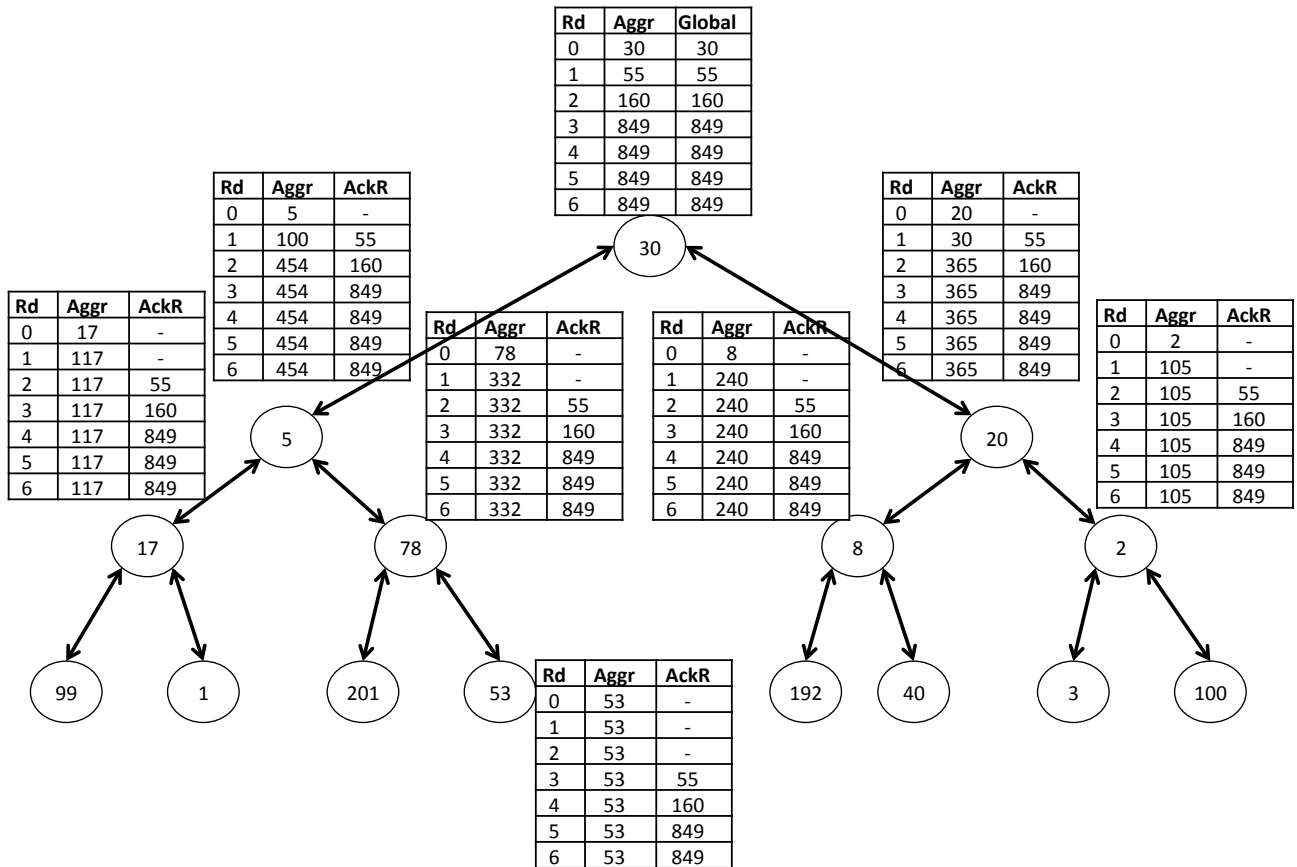 Rd Aggr Global
0 30 30
1 55 55
2 160 160
3 849 849
4 849 849
5 849 849
6 849 849
30
Rd Aggr AckR
0 5 -
1 100 55
2 454 160
3 454 849
4 454 849
5 454 849
6 454 849
5
Rd Aggr AckR
0 20 -
1 30 55
2 365 160
3 365 849
4 365 849
5 365 849
6 365 849
20
Rd Aggr AckR
0 17 -
1 117 -
2 117 55
3 117 160
4 117 849
5 117 849
6 117 849
17
Rd Aggr AckR
0 78 -
1 332 -
2 332 55
3 332 160
4 332 849
5 332 849
6 332 849
78
Rd Aggr AckR
0 8 -
1 240 -
2 240 55
3 240 160
4 240 849
5 240 849
6 240 849
8
Rd Aggr AckR
0 2 -
1 105 -
2 105 55
3 105 160
4 105 849
5 105 849
6 105 849
2
99
1
201
53
Rd Aggr AckR
0 53 -
1 53 -
2 53 -
3 53 55
4 53 160
5 53 849
6 53 849
192
40
3
100